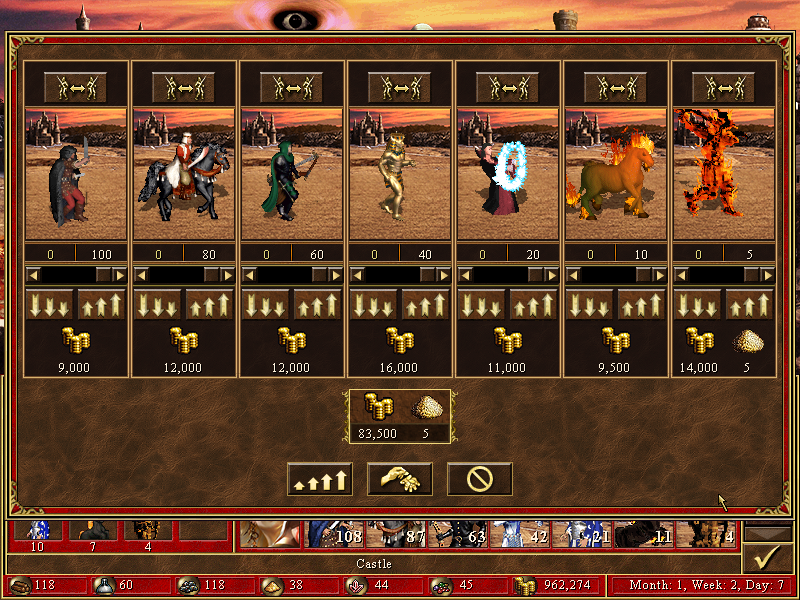 0 100 0 80 0 60 0 40 0 20 0 10 0 5
9,000 12,000 12,000 16,000 11,000 9,500 14,000 5
83,500 5
108 87 63 42 21 11 4
10 7 4
Castle
118 60 118 38 44 45 962,274 Month: 1, Week: 2, Day: 7